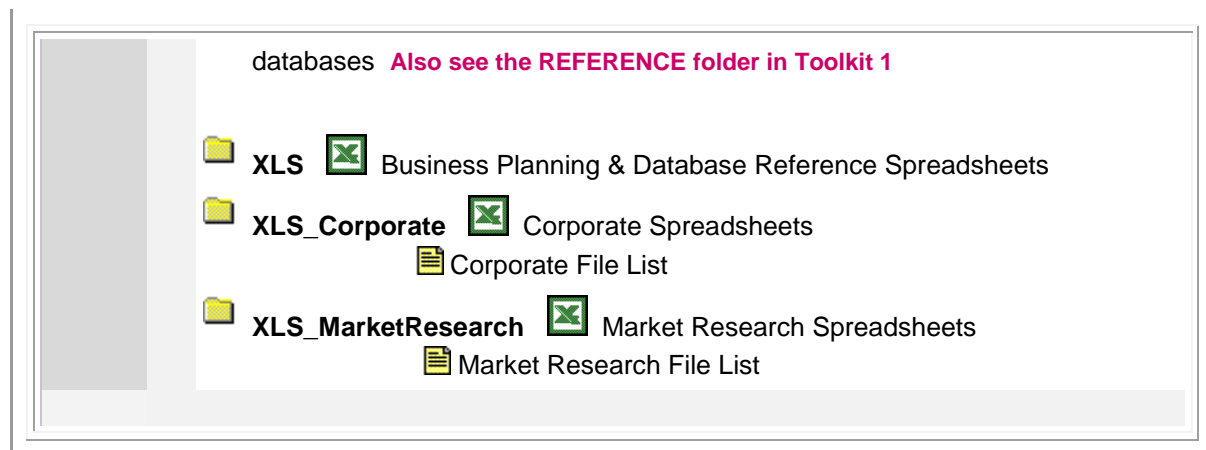 databases Also see the REFERENCE folder in Toolkit 1
XLS Business Planning & Database Reference Spreadsheets
XLS_Corporate Corporate Spreadsheets
Corporate File List
XLS_MarketResearch Market Research Spreadsheets
Market Research File List